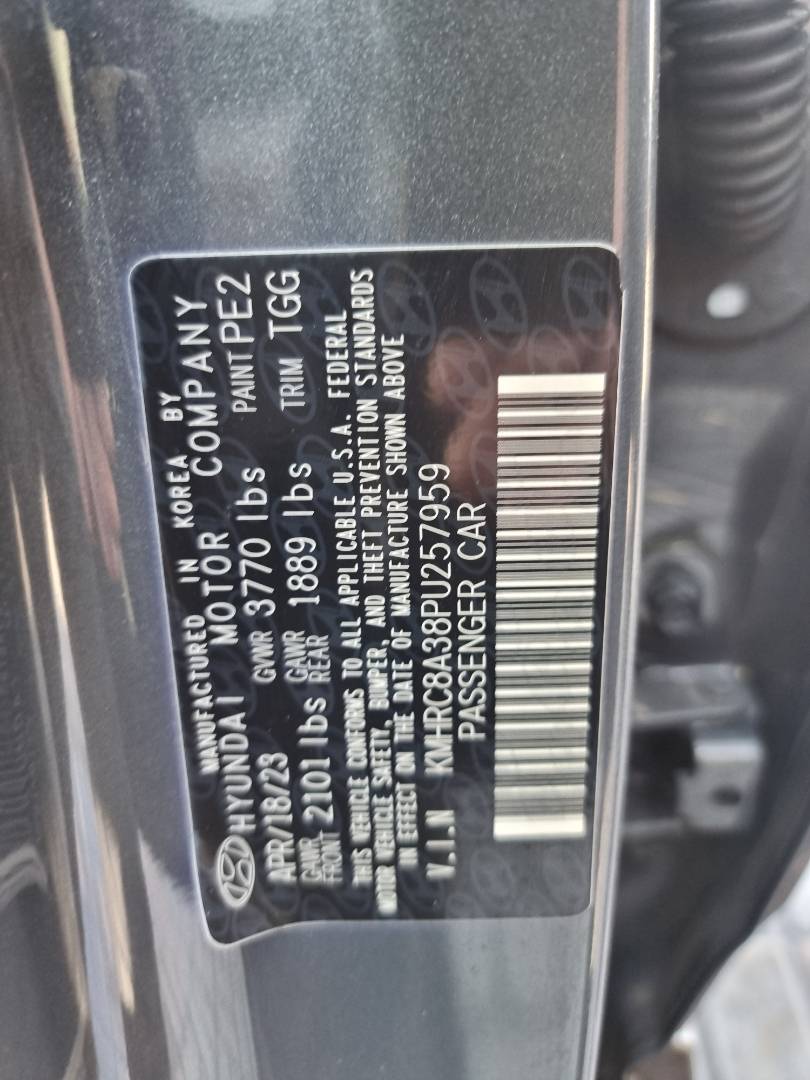 MANUFACTURED IN KOREA BY
HYUNDAI MOTOR COMPANY
APR/18/23 GVWR 3770 lbs PAINT PE2
GAWR FRONT 2101 lbs GAWR REAR 1889 lbs TRIM TGG
THIS VEHICLE CONFORMS TO ALL APPLICABLE U.S.A. FEDERAL
MOTOR VEHICLE SAFETY, BUMPER, AND THEFT PREVENTION STANDARDS
IN EFFECT ON THE DATE OF MANUFACTURE SHOWN ABOVE
V.I.N KMHRC8A38PU257959
PASSENGER CAR